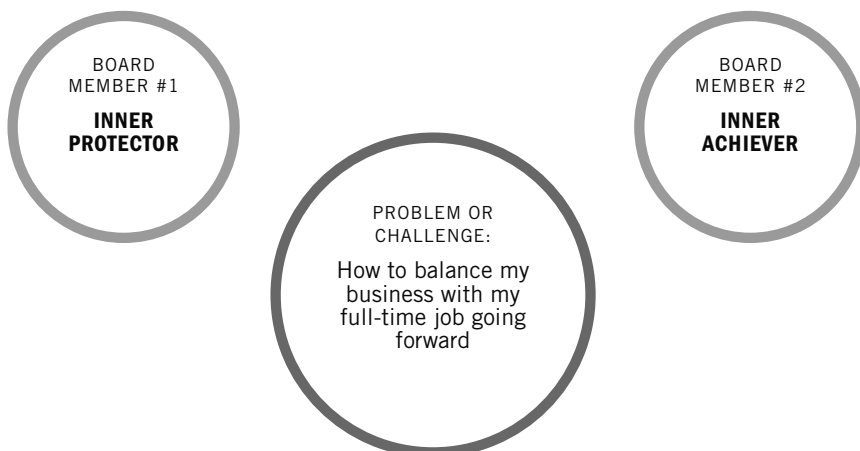 BOARD
MEMBER #1
INNER
PROTECTOR
BOARD
MEMBER #2
INNER
ACHIEVER
PROBLEM OR
CHALLENGE:
How to balance my
business with my
full-time job going
forward